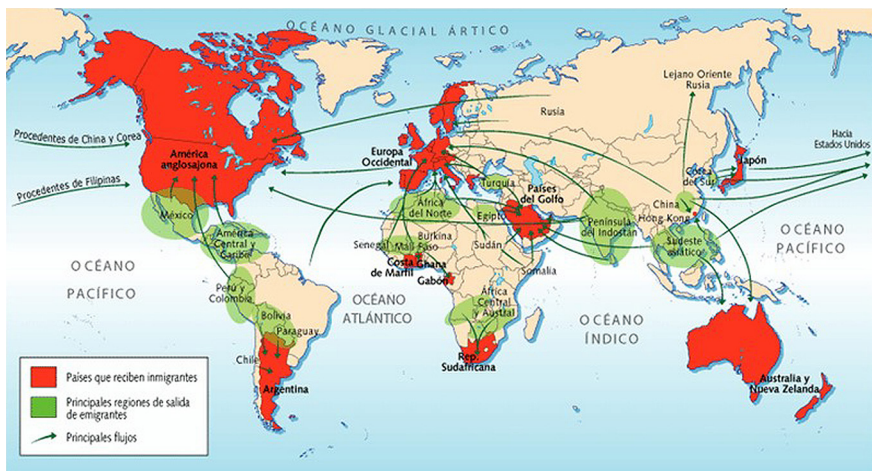 OCÉANO GLACIAL ÁRTICO
Lejano Oriente
Rusia
Rusia
Procedentes de China y Corea
América
anglosajona
Europa
Occidental
Hacia
Estados Unidos
Japón
Corea
del Sur
Procedentes de Filipinas
Turquía
Países
del Golfo
China
Hong Kong
México
África
del Norte
Egipto
Península
del Indostán
América
Central y
Caribe
Senegal
Malí
Burkina
Faso
Sudán
Sudeste
asiático
OCÉANO
PACÍFICO
Costa
de Marfil
Ghana
Gabón
Somalia
OCÉANO
PACÍFICO
Perú y
Colombia
OCÉANO
ATLÁNTICO
África
Central
y Austral
OCÉANO
ÍNDICO
Bolivia
Paraguay
Chile
Argentina
Rep.
Sudafricana
Australia y
Nueva Zelanda
Países que reciben inmigrantes
Principales regiones de salida
de emigrantes
Principales flujos